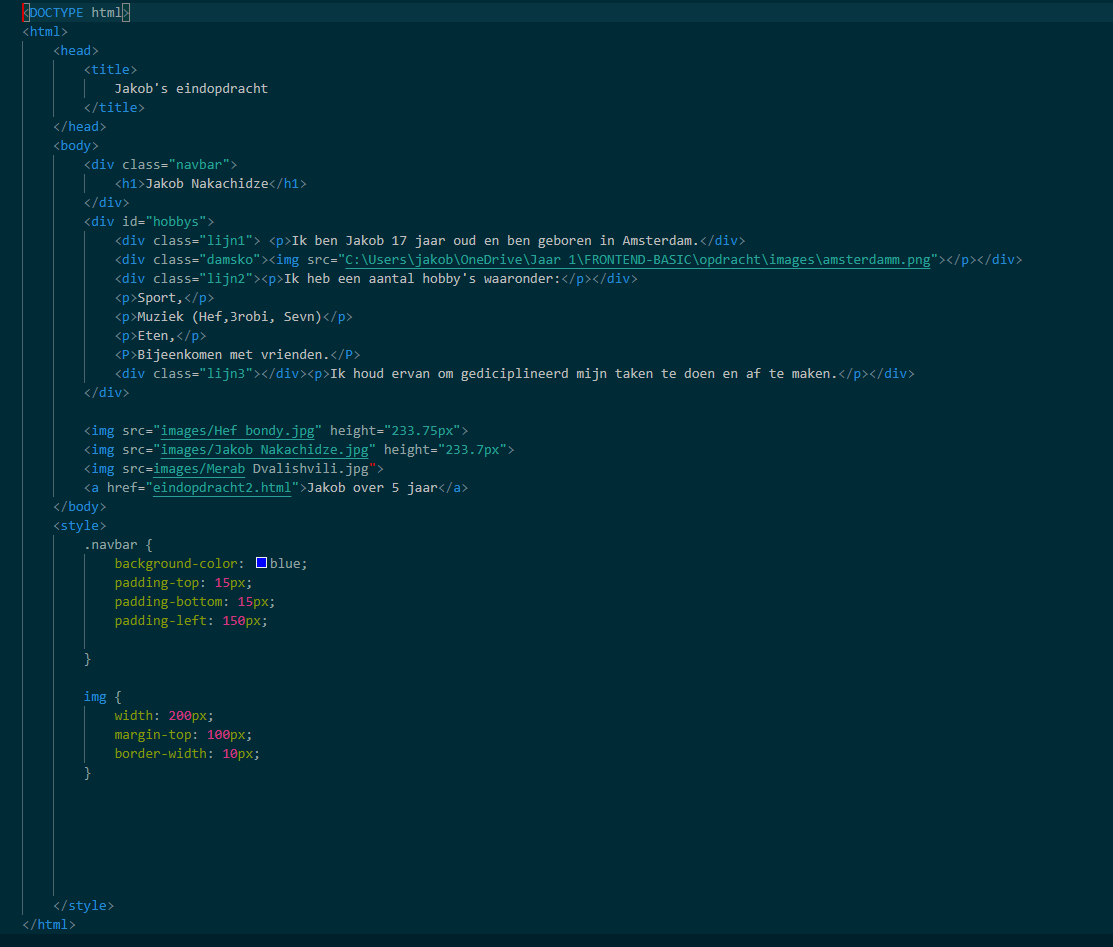 <DOCTYPE html>
<html>
    <head>
        <title>
            Jakob's eindopdracht
        </title>
    </head>
    <body>
        <div class="navbar">
            <h1>Jakob Nakachidze</h1>
        </div>
        <div id="hobbys">
            <div class="lijn1"> <p>Ik ben Jakob 17 jaar oud en ben geboren in Amsterdam.</div>
            <div class="damsko"><img src="C:\Users\jakob\OneDrive\Jaar 1\FRONTEND-BASIC\opdracht\images\amsterdamm.png"></p></div>
            <div class="lijn2"><p>Ik heb een aantal hobby's waaronder:</p></div>
            <p>Sport,</p>
            <p>Muziek (Hef,3robi, Sevn)</p>
            <p>Eten,</p>
            <P>Bijeenkomen met vrienden.</P>
            <div class="lijn3"></div><p>Ik houd ervan om gediciplineerd mijn taken te doen en af te maken.</p></div>
        </div>

        <img src="images/Hef bondy.jpg" height="233.75px">
        <img src="images/Jakob Nakachidze.jpg" height="233.7px">
        <img src=images/Merab Dvalishvili.jpg">
        <a href="eindopdracht2.html">Jakob over 5 jaar</a>
    </body>
    <style>
        .navbar {
            background-color: blue;
            padding-top: 15px;
            padding-bottom: 15px;
            padding-left: 150px;

        }

        img {
            width: 200px;
            margin-top: 100px;
            border-width: 10px;
        }

    </style>
</html>